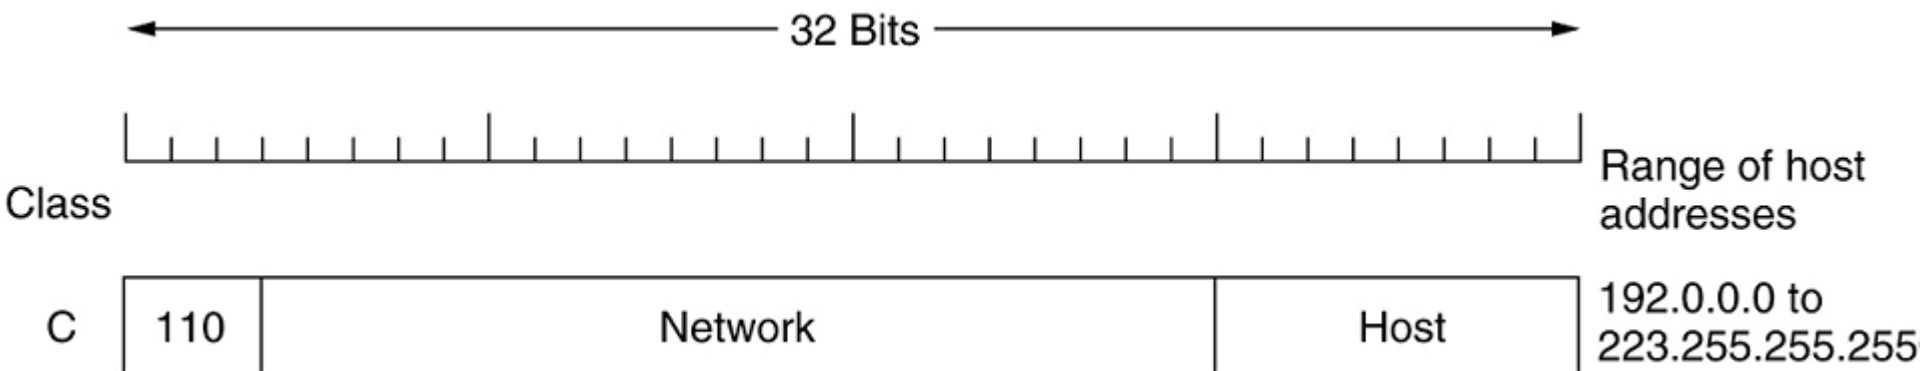 32 Bits
Range of host
addresses
Class
C
110
Network
Host
192.0.0.0 to
223.255.255.255